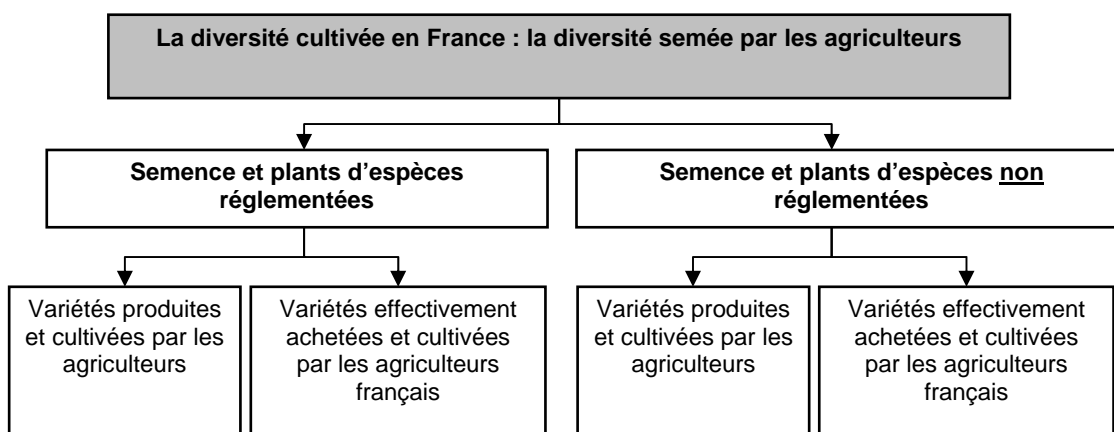 La diversité cultivée en France : la diversité semée par les agriculteurs
Semence et plants d'espèces
réglementées
Semence et plants d'espèces non
réglementées
Variétés produites
et cultivées par les
agriculteurs
Variétés effectivement
achetées et cultivées
par les agriculteurs
français
Variétés produites
et cultivées par les
agriculteurs
Variétés effectivement
achetées et cultivées
par les agriculteurs
français